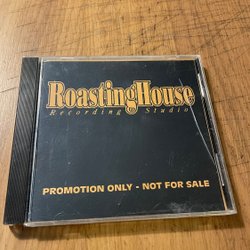 RoastingHouse
Recording Studio
PROMOTION ONLY - NOT FOR SALE